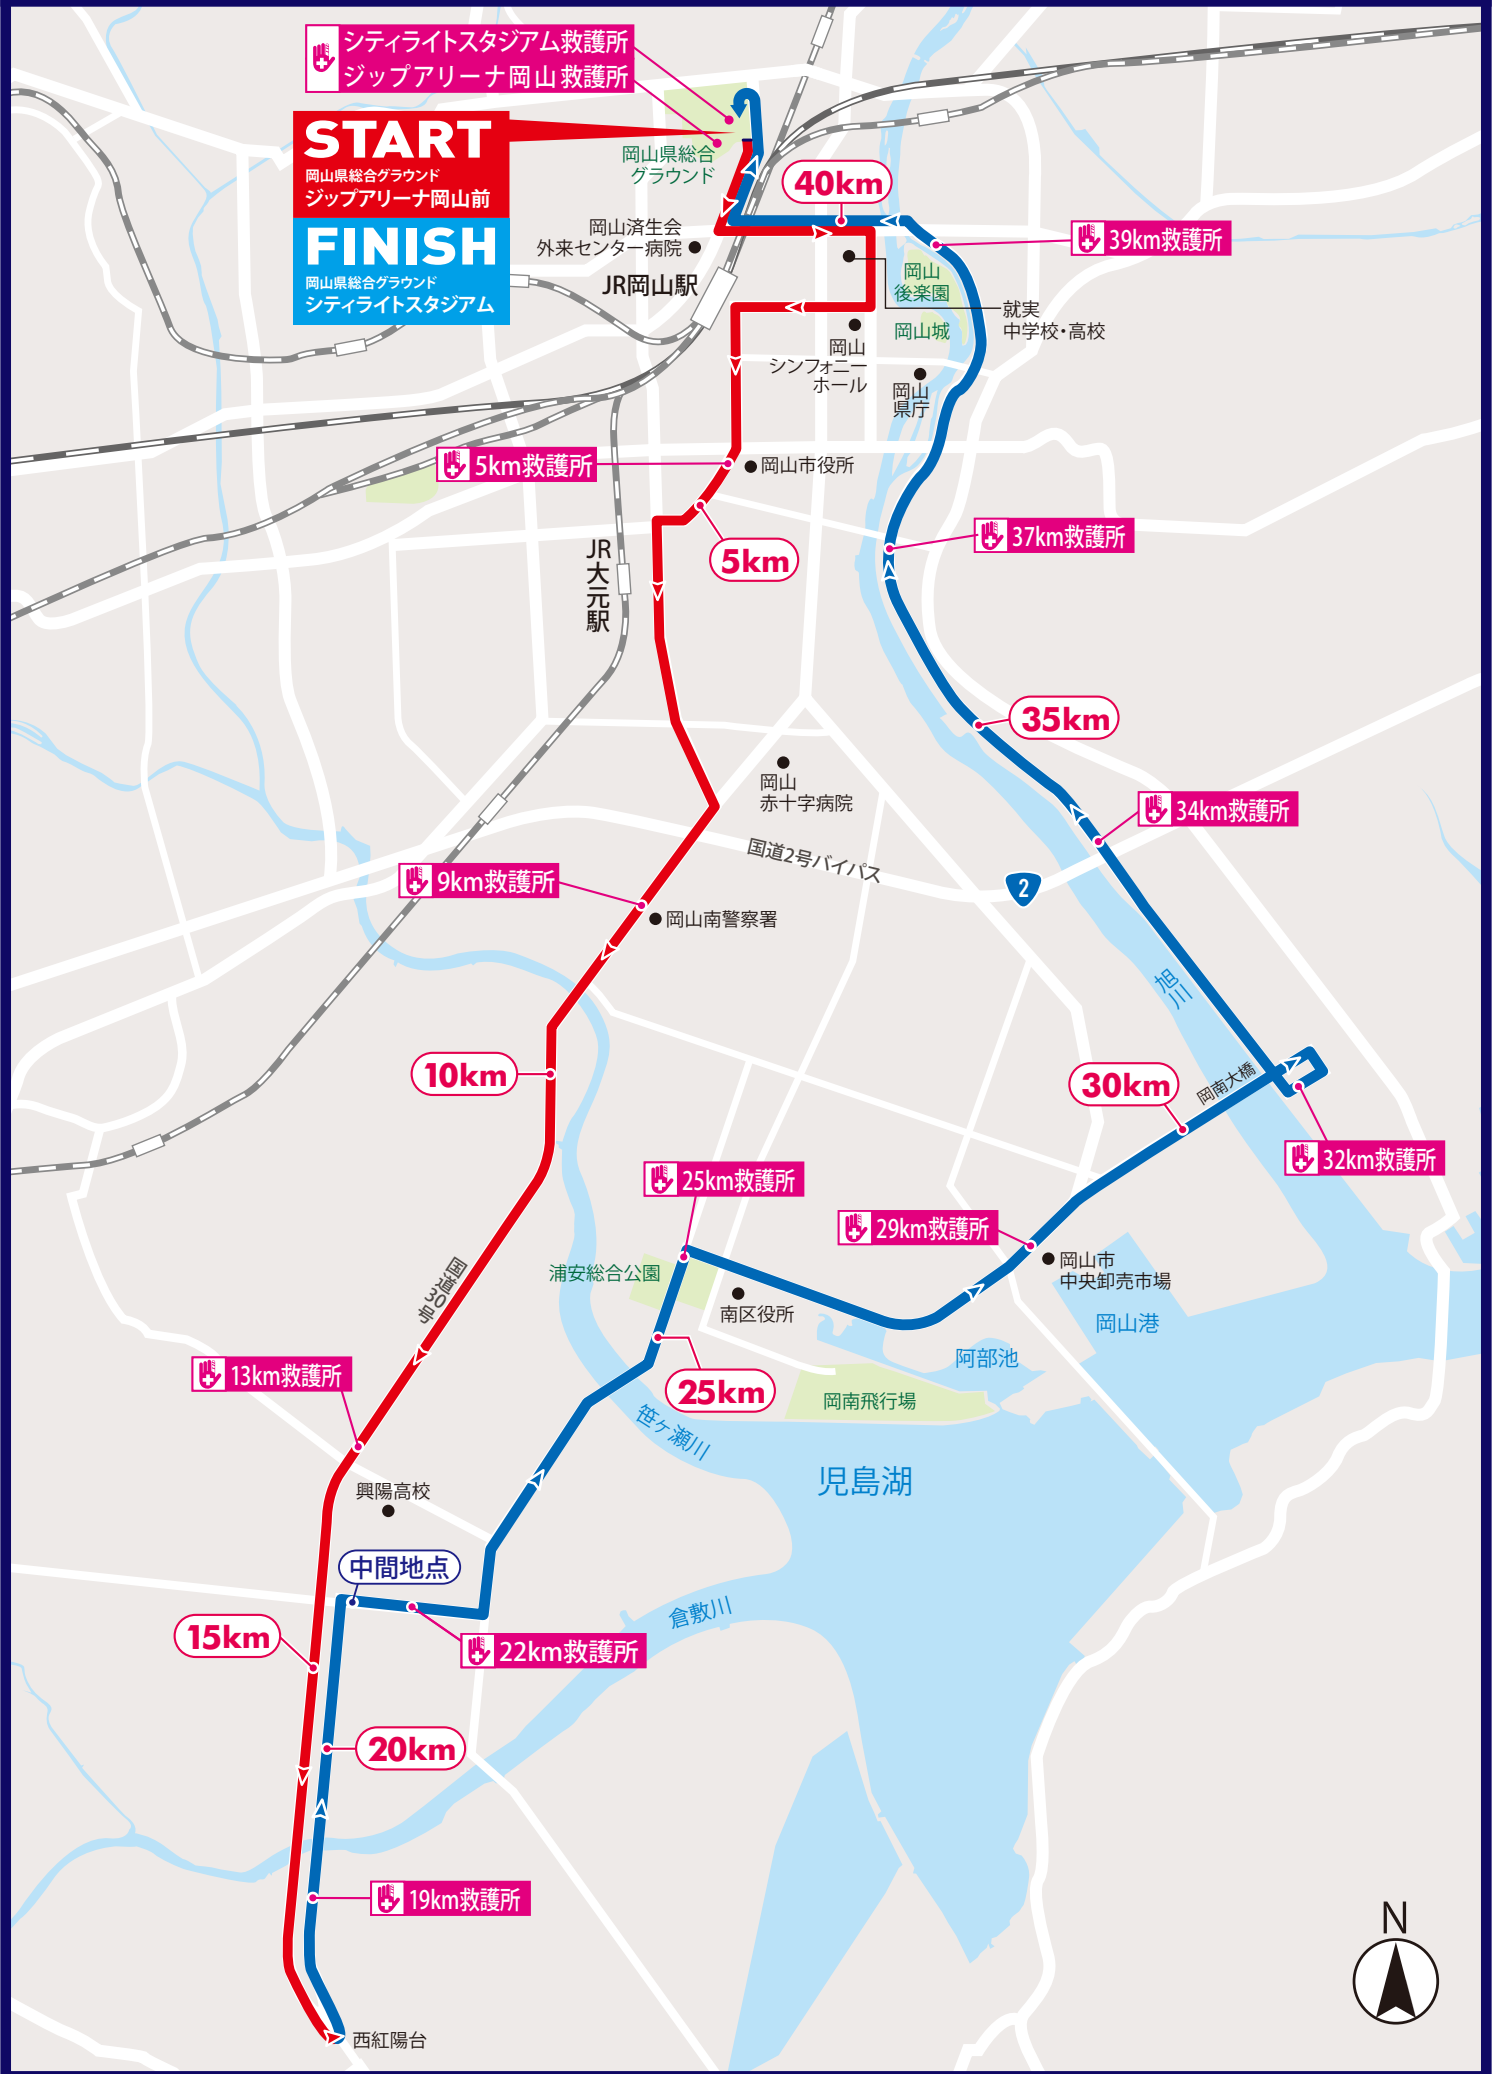 シティライトスタジアム救護所
ジップアリーナ岡山救護所
START
岡山県総合グラウンド
ジップアリーナ岡山前
FINISH
岡山県総合グラウンド
シティライトスタジアム
岡山県総合
グラウンド
40km
岡山済生会
外来センター病院
39km救護所
JR岡山駅
岡山
後楽園
就実
中学校・高校
岡山城
岡山
シンフォニー
ホール
岡山
県庁
5km救護所
岡山市役所
37km救護所
5km
JR
大
元
駅
35km
岡山
赤十字病院
34km救護所
国道2号バイパス
2
9km救護所
岡山南警察署
旭川
10km
30km
岡南大橋
32km救護所
25km救護所
29km救護所
岡山市
中央卸売市場
浦安総合公園
国道30号
南区役所
岡山港
阿部池
13km救護所
25km
岡南飛行場
笹ヶ瀬川
児島湖
興陽高校
中間地点
倉敷川
15km
22km救護所
20km
19km救護所
N
西紅陽台